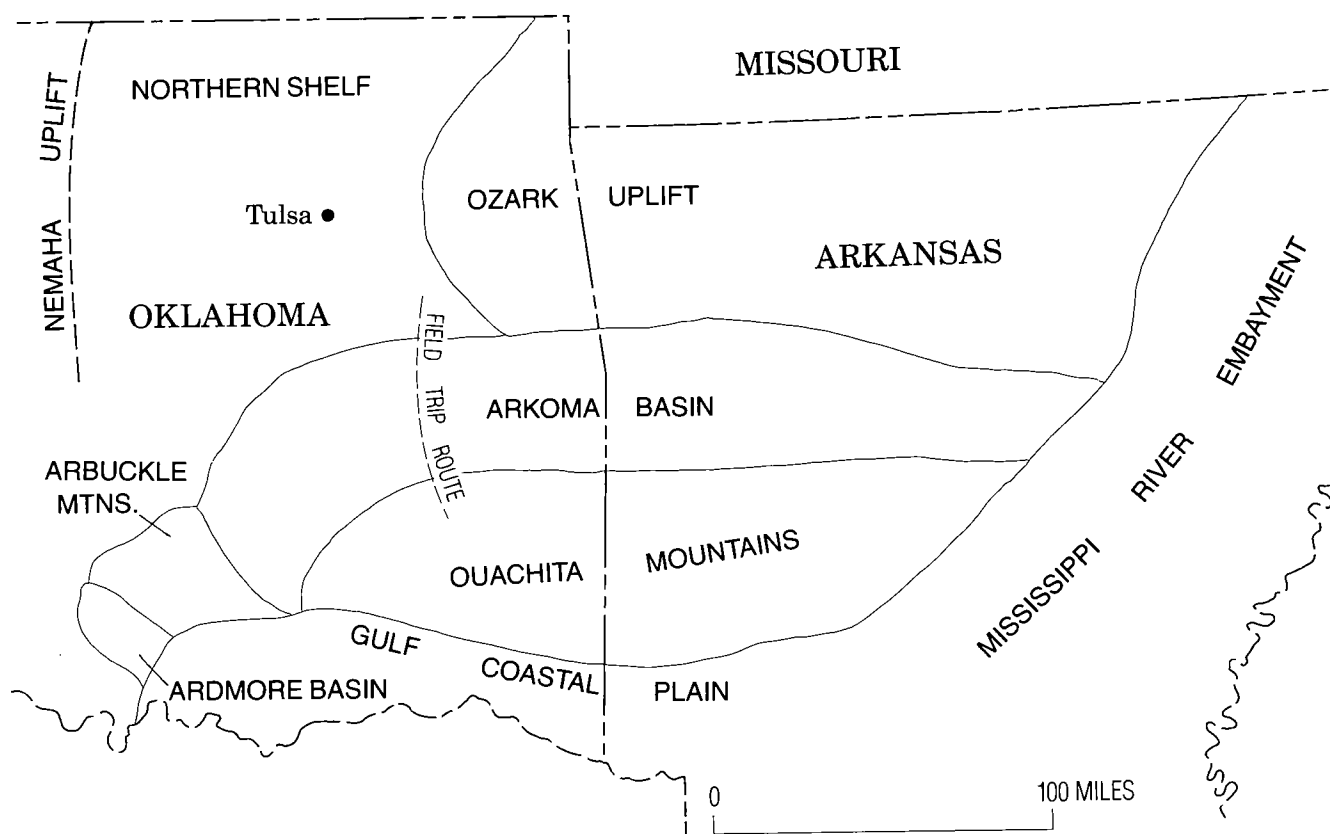 MISSOURI
NORTHERN SHELF
NEMAHA UPLIFT
OZARK UPLIFT
Tulsa
ARKANSAS
OKLAHOMA
FIELD TRIP ROUTE
MISSISSIPPI RIVER EMBAYMENT
ARKOMA BASIN
ARBUCKLE
MTNS.
OUACHITA MOUNTAINS
GULF COASTAL PLAIN
ARDMORE BASIN
0 100 MILES